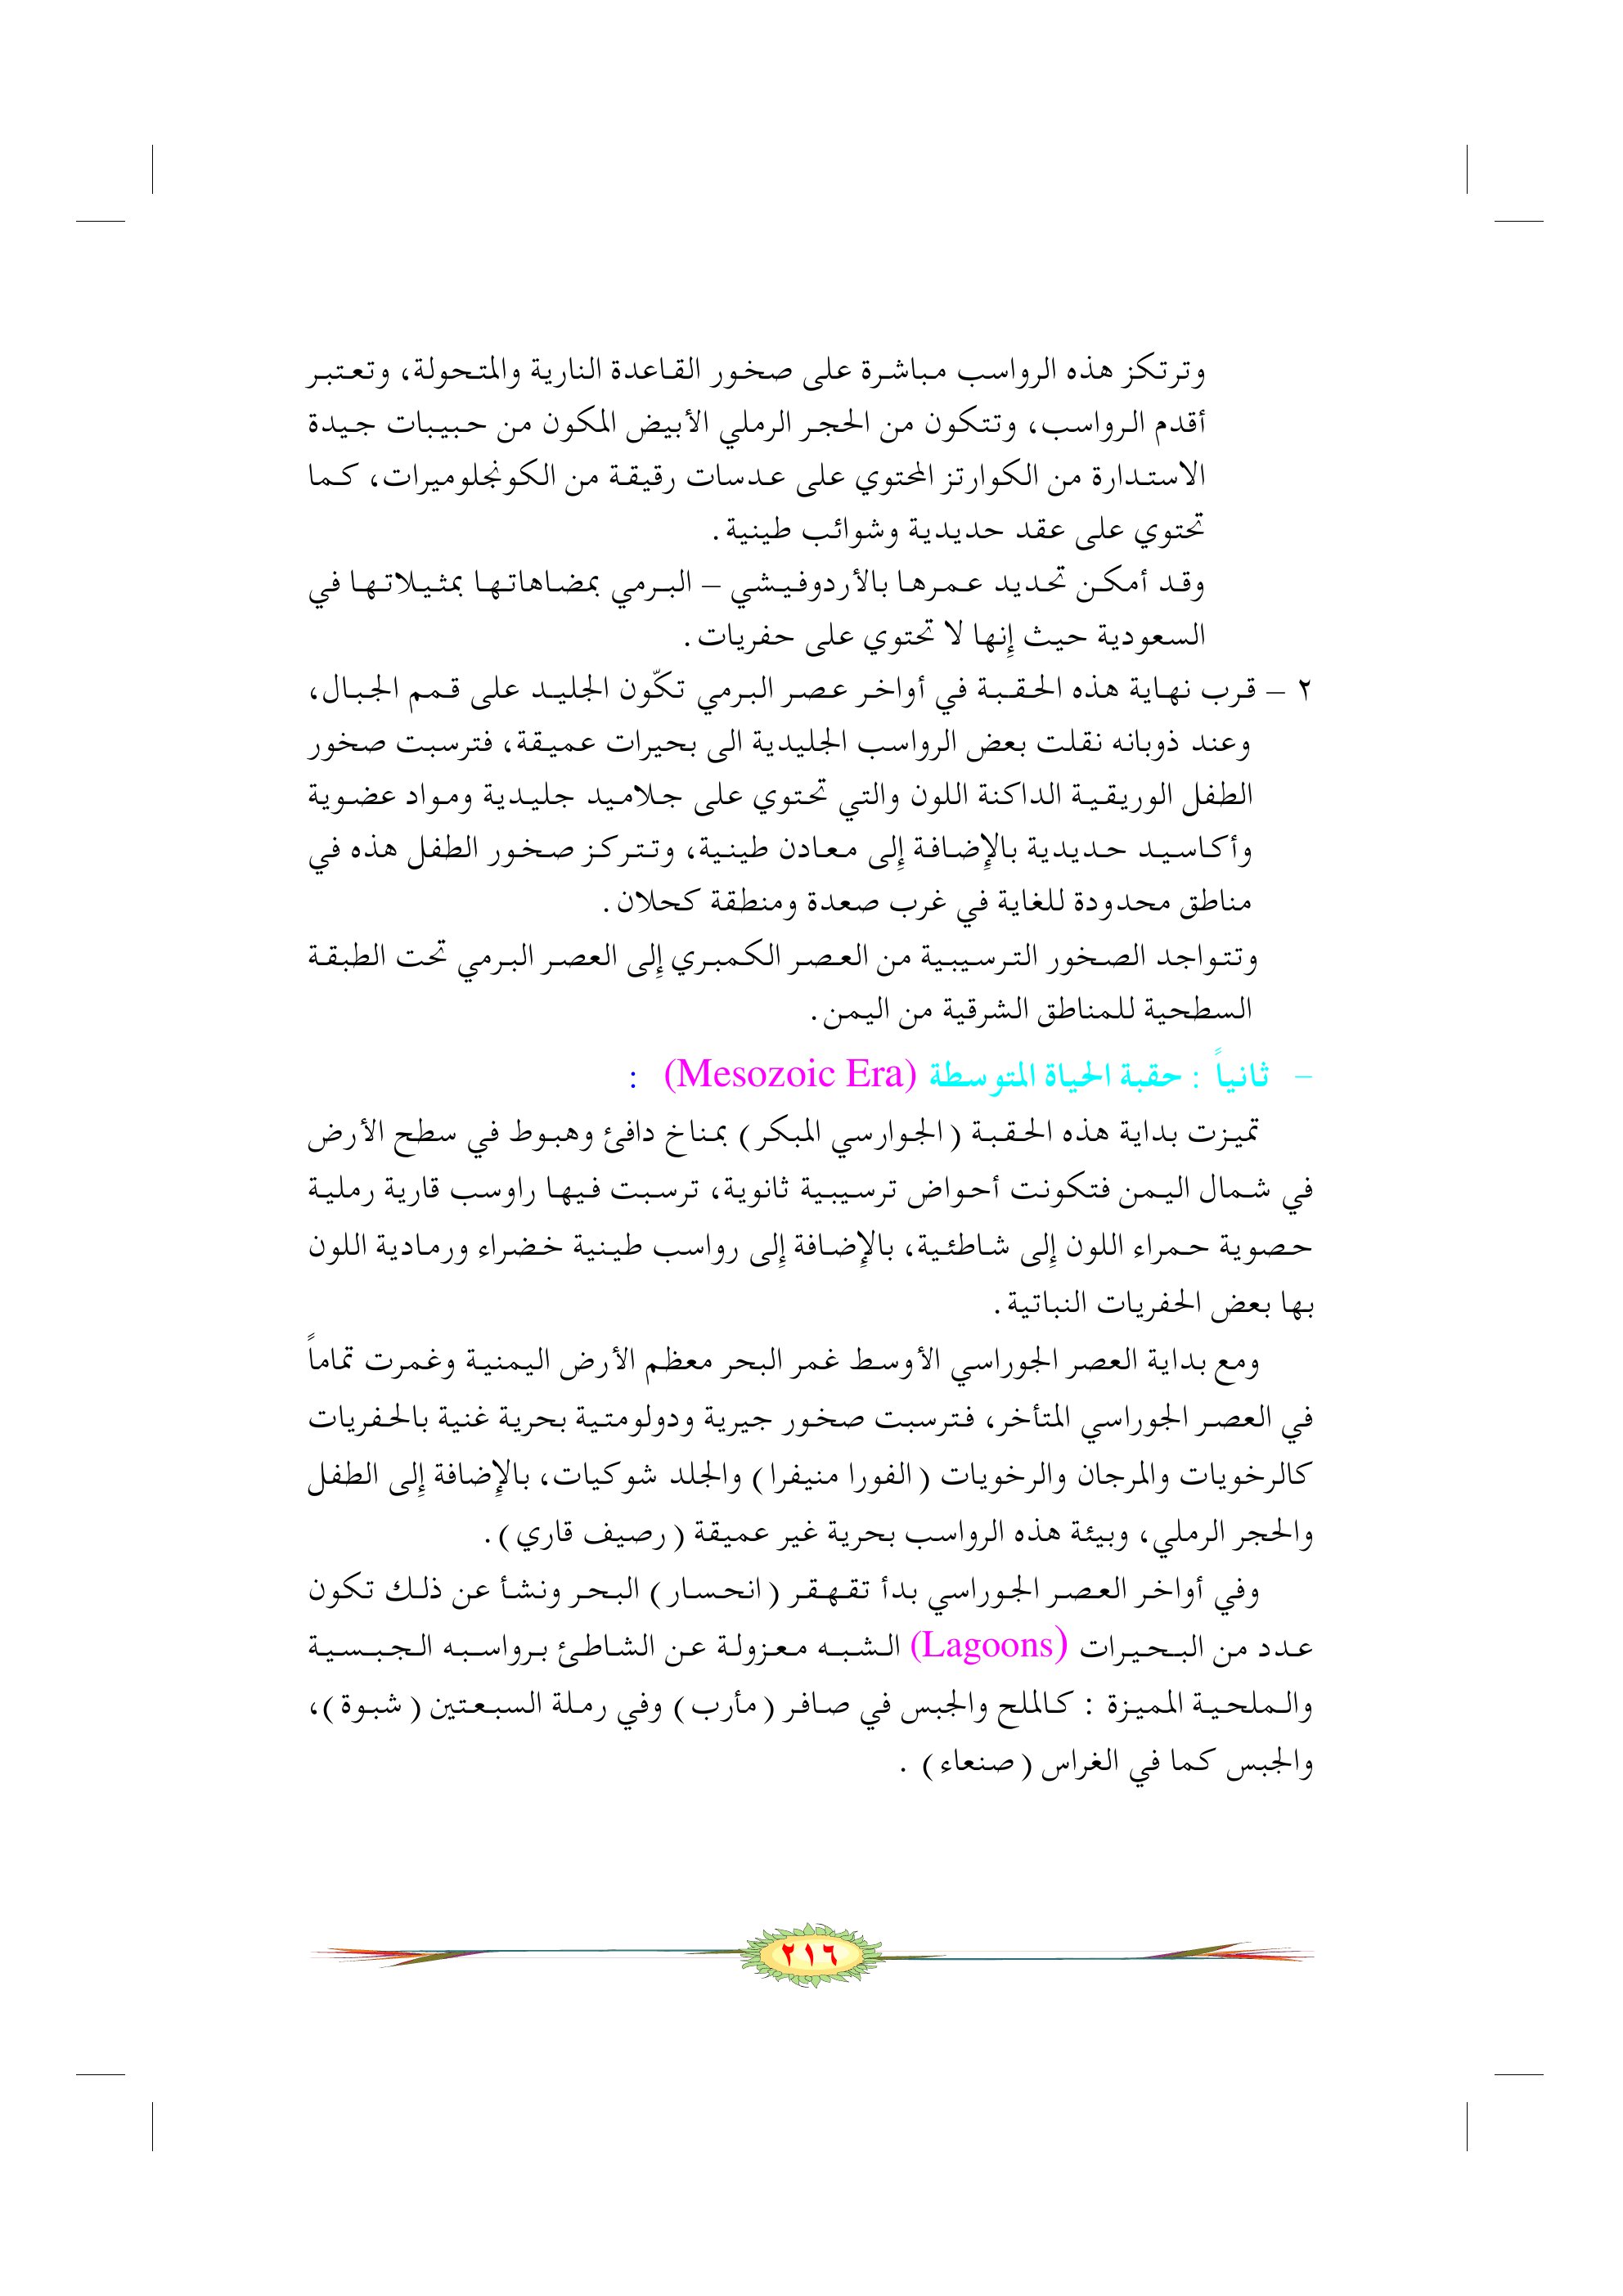 وترتكز هذه الرواسب مباشرة على صخور القاعدة النارية والمتحولة، وتعتبر
أقدم الرواسب، وتتكون من الحجر الرملي الأبيض المكون من حبيبات جيدة
الاستدارة من الكوارتز المحتوي على عدسات رقيقة من الكونجلوميرات، كما
تحتوي على عقد حديدية وشوائب طينية.
وقد أمكن تحديد عمرها بالأردوفيشي – البرمي بمضاهاتها بمثيلاتها في
السعودية حيث إنها لا تحتوي على حفريات.
٢ – قرب نهاية هذه الحقبة في أواخر عصر البرمي تكّون الجليد على قمم الجبال،
وعند ذوبانه نقلت بعض الرواسب الجليدية الى بحيرات عميقة، فترسبت صخور
الطفل الوريقية الداكنة اللون والتي تحتوي على جلاميد جليدية ومواد عضوية
وأكاسيد حديدية بالإضافة إلى معادن طينية، وتتركز صخور الطفل هذه في
مناطق محدودة للغاية في غرب صعدة ومنطقة كحلان.
وتتواجد الصخور الترسيبية من العصر الكمبري إلى العصر البرمي تحت الطبقة
السطحية للمناطق الشرقية من اليمن.
– ثانياً : حقبة الحياة المتوسطة (Mesozoic Era) :
تميزت بداية هذه الحقبة (الجوارسي المبكر) بمناخ دافئ وهبوط في سطح الأرض
في شمال اليمن فتكونت أحواض ترسيبية ثانوية، ترسبت فيها راوسب قارية رملية
حصوية حمراء اللون إلى شاطئية، بالإضافة إلى رواسب طينية خضراء ورمادية اللون
بها بعض الحفريات النباتية.
ومع بداية العصر الجوراسي الأوسط غمر البحر معظم الأرض اليمنية وغمرت تماماً
في العصر الجوراسي المتأخر، فترسبت صخور جيرية ودولومتية بحرية غنية بالحفريات
كالرخويات والمرجان والرخويات (الفورا منيفرا) والجلد شوكيات، بالإضافة إلى الطفل
والحجر الرملي، وبيئة هذه الرواسب بحرية غير عميقة (رصيف قاري).
وفي أواخر العصر الجوراسي بدأ تقهقر (انحسار) البحر ونشأ عن ذلك تكون
عدد من البحيرات (Lagoons) الشبه معزولة عن الشاطئ برواسبه الجبسية
والملحية المميزة : كالملح والجبس في صافر (مأرب) وفي رملة السبعتين (شبوة)،
والجبس كما في الغراس (صنعاء) .
٢١٦